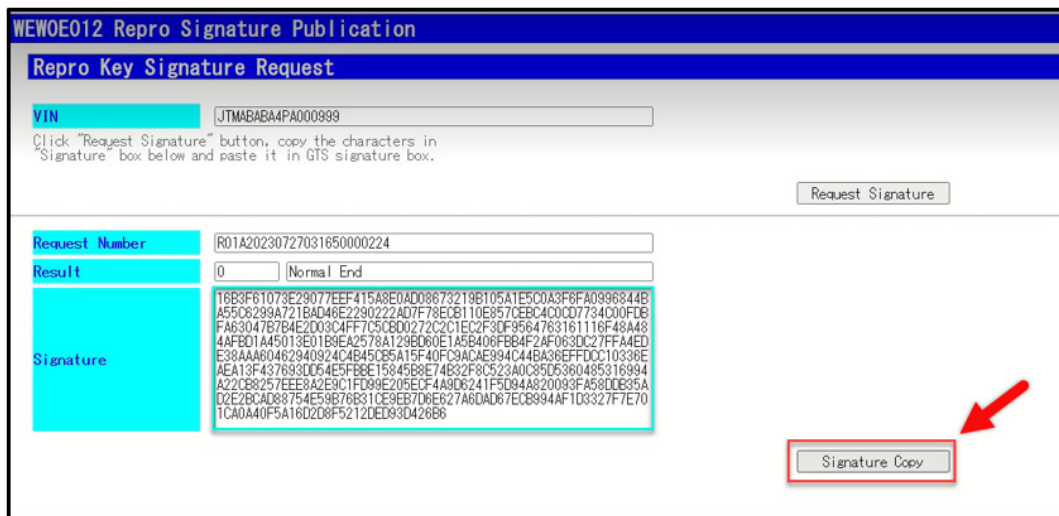 WEWOE012 Repro Signature Publication
Repro Key Signature Request
VIN
JTMABABA4PA000999
Click "Request Signature" button, copy the characters in
"Signature" box below and paste it in GTS signature box.
Request Signature
Request Number
R01A20230727031650000224
Result
0
Normal End
Signature
16B3F61073E29077EEF415A8E0AD08673219B105A1E5C0A3F6FA0996844B
A55C6299A721BAD46E2290222AD7F78ECB110E857CEBC4C0CD7734C00FDB
FA63047B7B4E2D03C4FF7C5CBD0272C2C1EC2F3DF9564763161116F48A48
4AFBD1A45013E01B9EA2578A129BD60E1A5B406FBB4F2AF063DC27FFA4ED
E38AAA60462940924C4B45CB5A15F40FC9ACAE994C44BA36EFFDCC10336E
AEA13F437693DD54E5FBBE15845B8E74B32F8C523A0C85D5360485316994
A22CB8257EEE8A2E9C1FD99E205ECF4A9D6241F5D94A820093FA58DDB35A
D2E2BCAD88754E59B76B31CE9EB7D6E627A6DAD67ECB994AF1D3327F7E70
1CA0A40F5A16D2D8F5212DED93D426B6
Signature Copy